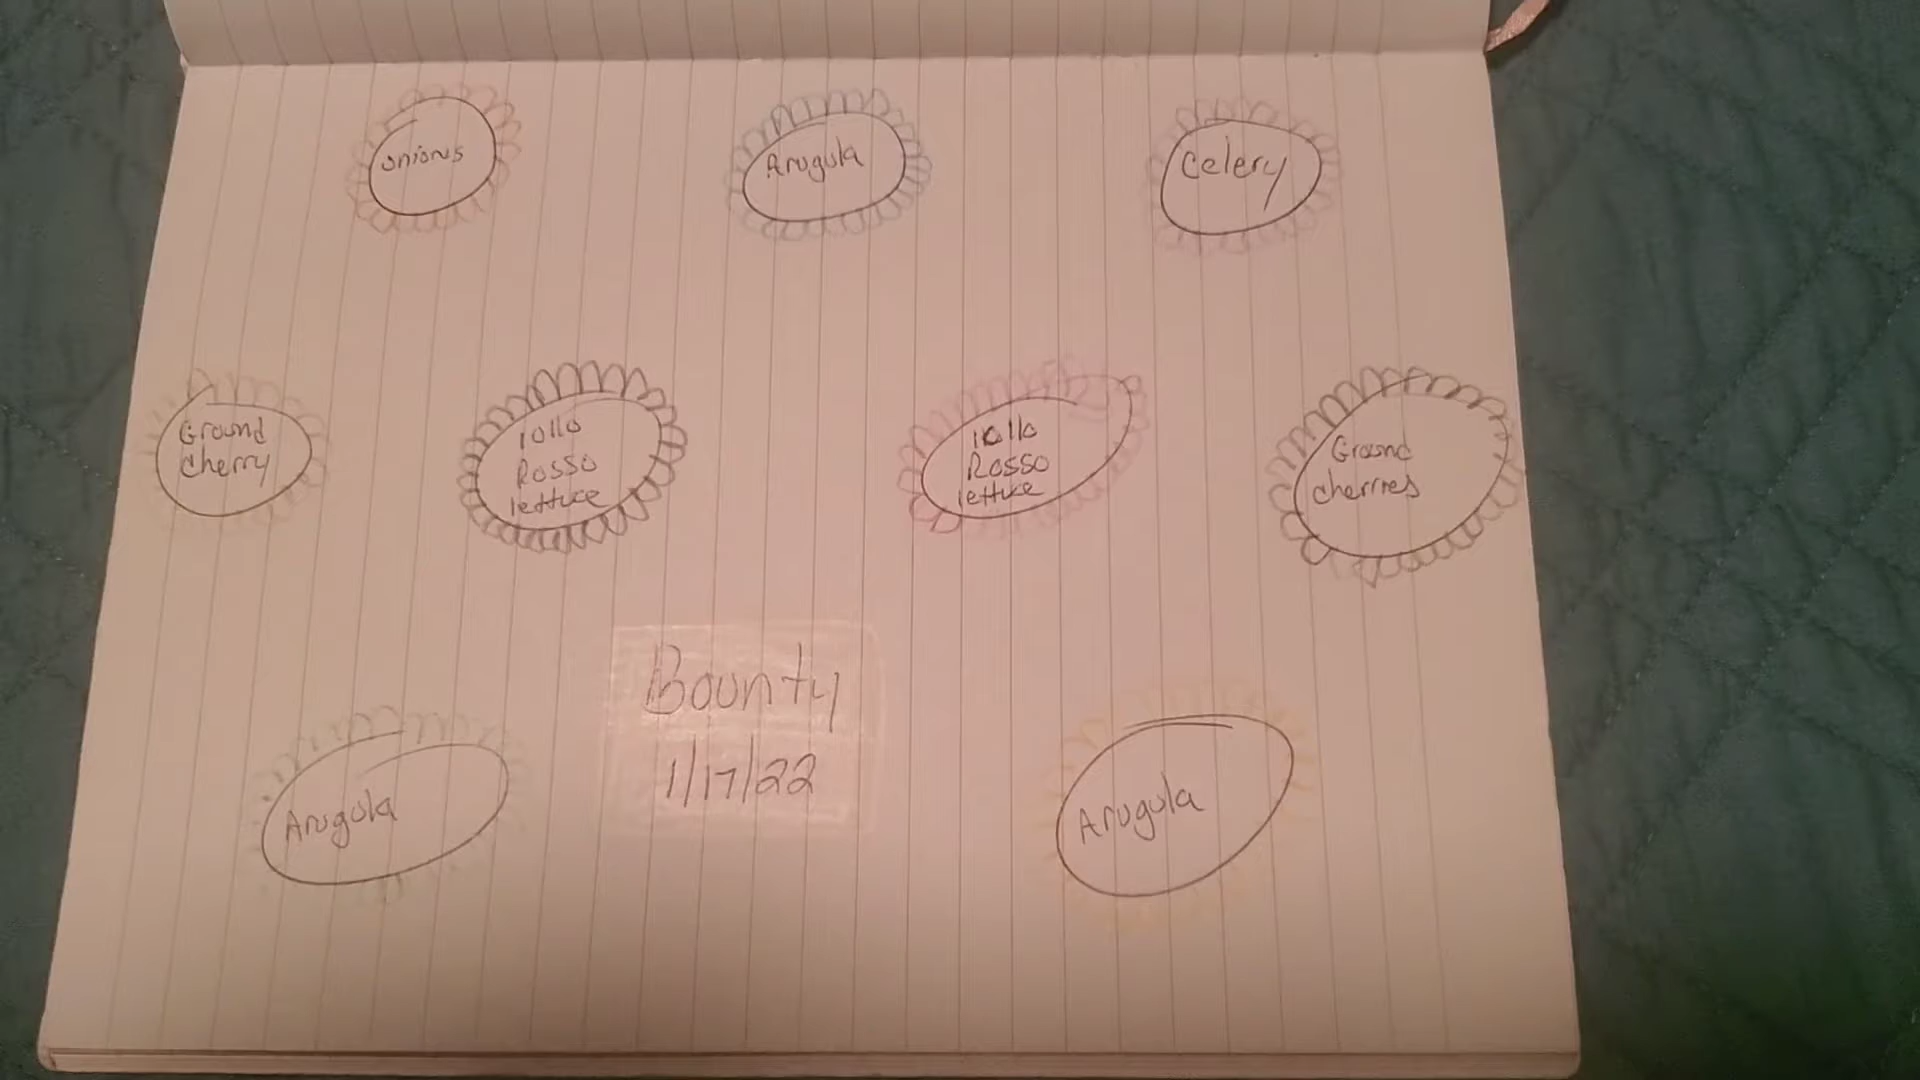 onions
Arugula
Celery
Ground
cherry
lollo
Rosso
lettuce
lollo
Rosso
lettuce
Ground
cherries
Bounty
1/17/22
Arugula
Arugula